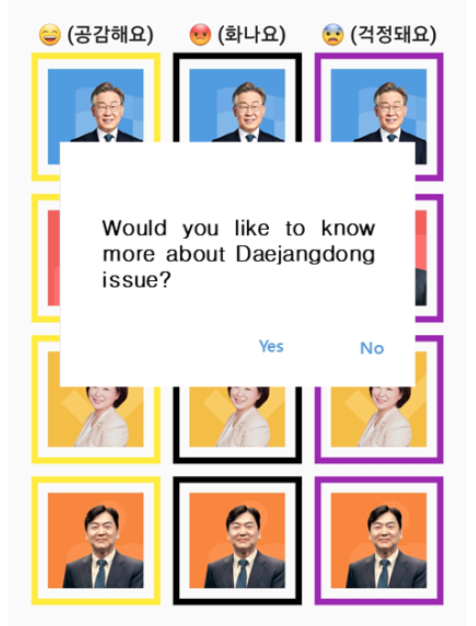 (공감해요) (화나요) (걱정돼요)
Would you like to know
more about Daejangdong
issue?
Yes No